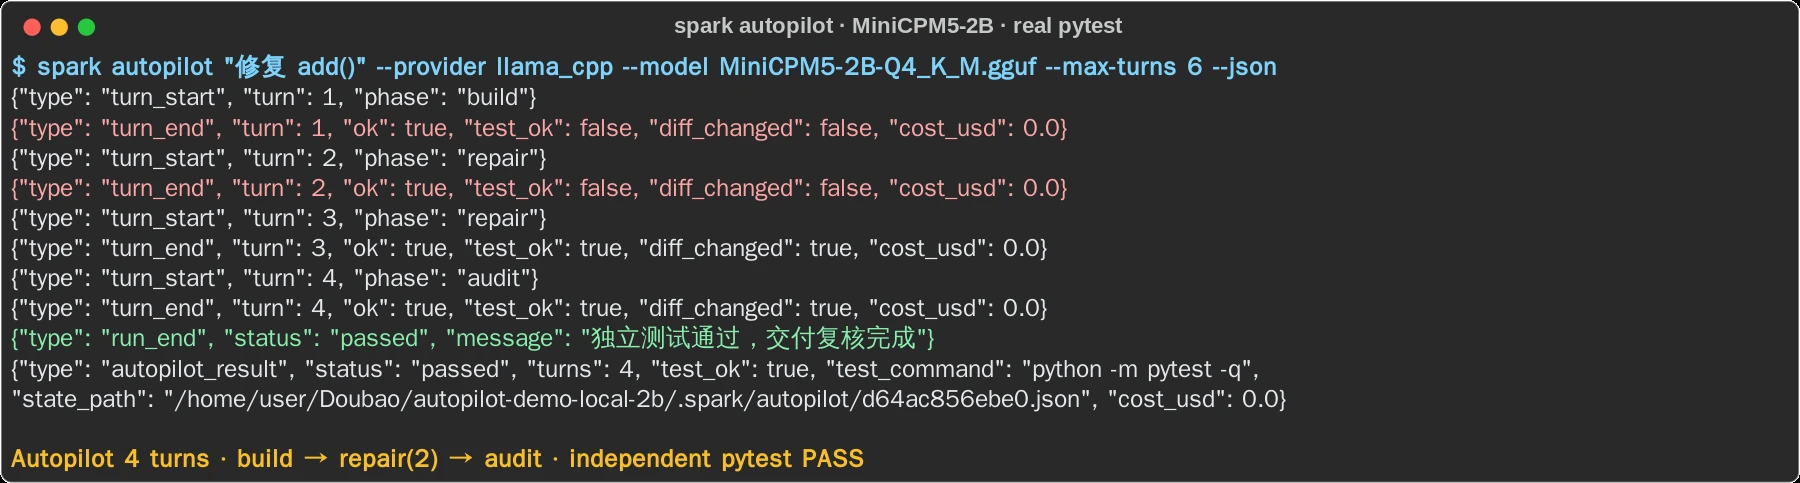 spark autopilot · MiniCPM5-2B · real pytest
$ spark autopilot "修复 add()" --provider llama_cpp --model MiniCPM5-2B-Q4_K_M.gguf --max-turns 6 --json
{"type": "turn_start", "turn": 1, "phase": "build"}
{"type": "turn_end", "turn": 1, "ok": true, "test_ok": false, "diff_changed": false, "cost_usd": 0.0}
{"type": "turn_start", "turn": 2, "phase": "repair"}
{"type": "turn_end", "turn": 2, "ok": true, "test_ok": false, "diff_changed": false, "cost_usd": 0.0}
{"type": "turn_start", "turn": 3, "phase": "repair"}
{"type": "turn_end", "turn": 3, "ok": true, "test_ok": true, "diff_changed": true, "cost_usd": 0.0}
{"type": "turn_start", "turn": 4, "phase": "audit"}
{"type": "turn_end", "turn": 4, "ok": true, "test_ok": true, "diff_changed": true, "cost_usd": 0.0}
{"type": "run_end", "status": "passed", "message": "独立测试通过，交付复核完成"}
{"type": "autopilot_result", "status": "passed", "turns": 4, "test_ok": true, "test_command": "python -m pytest -q",
"state_path": "/home/user/Doubao/autopilot-demo-local-2b/.spark/autopilot/d64ac856ebe0.json", "cost_usd": 0.0}
Autopilot 4 turns · build → repair(2) → audit · independent pytest PASS